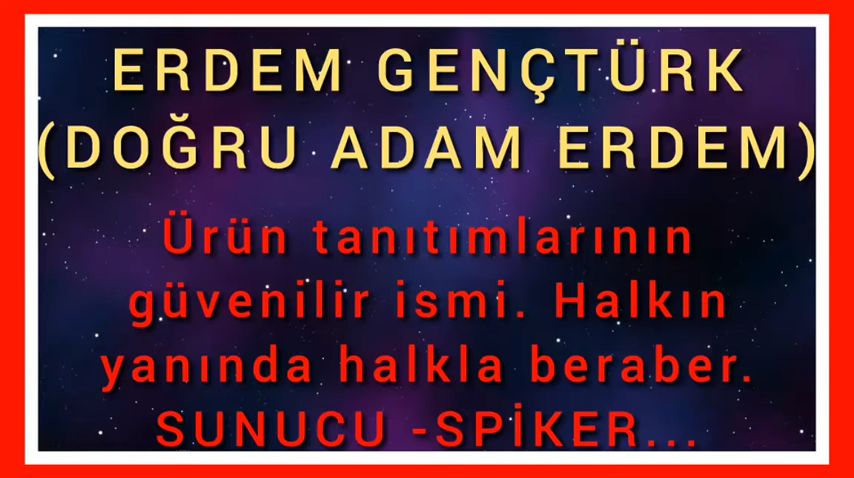 ERDEM GENÇTÜRK
(DOĞRU ADAM ERDEM)
Ürün tanıtımlarının
güvenilir ismi. Halkın
yanında halkla beraber.
SUNUCU -SPİKER...